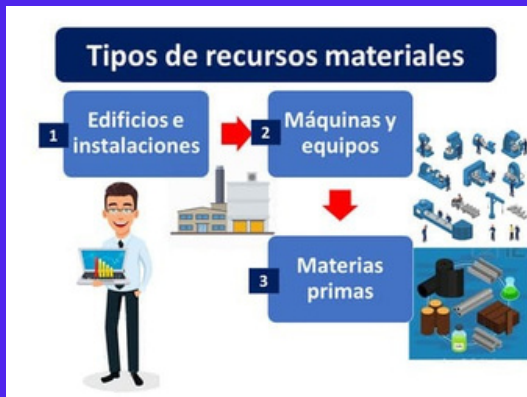 Tipos de recursos materiales
1
Edificios e
instalaciones
2
Máquinas y
equipos
3
Materias
primas